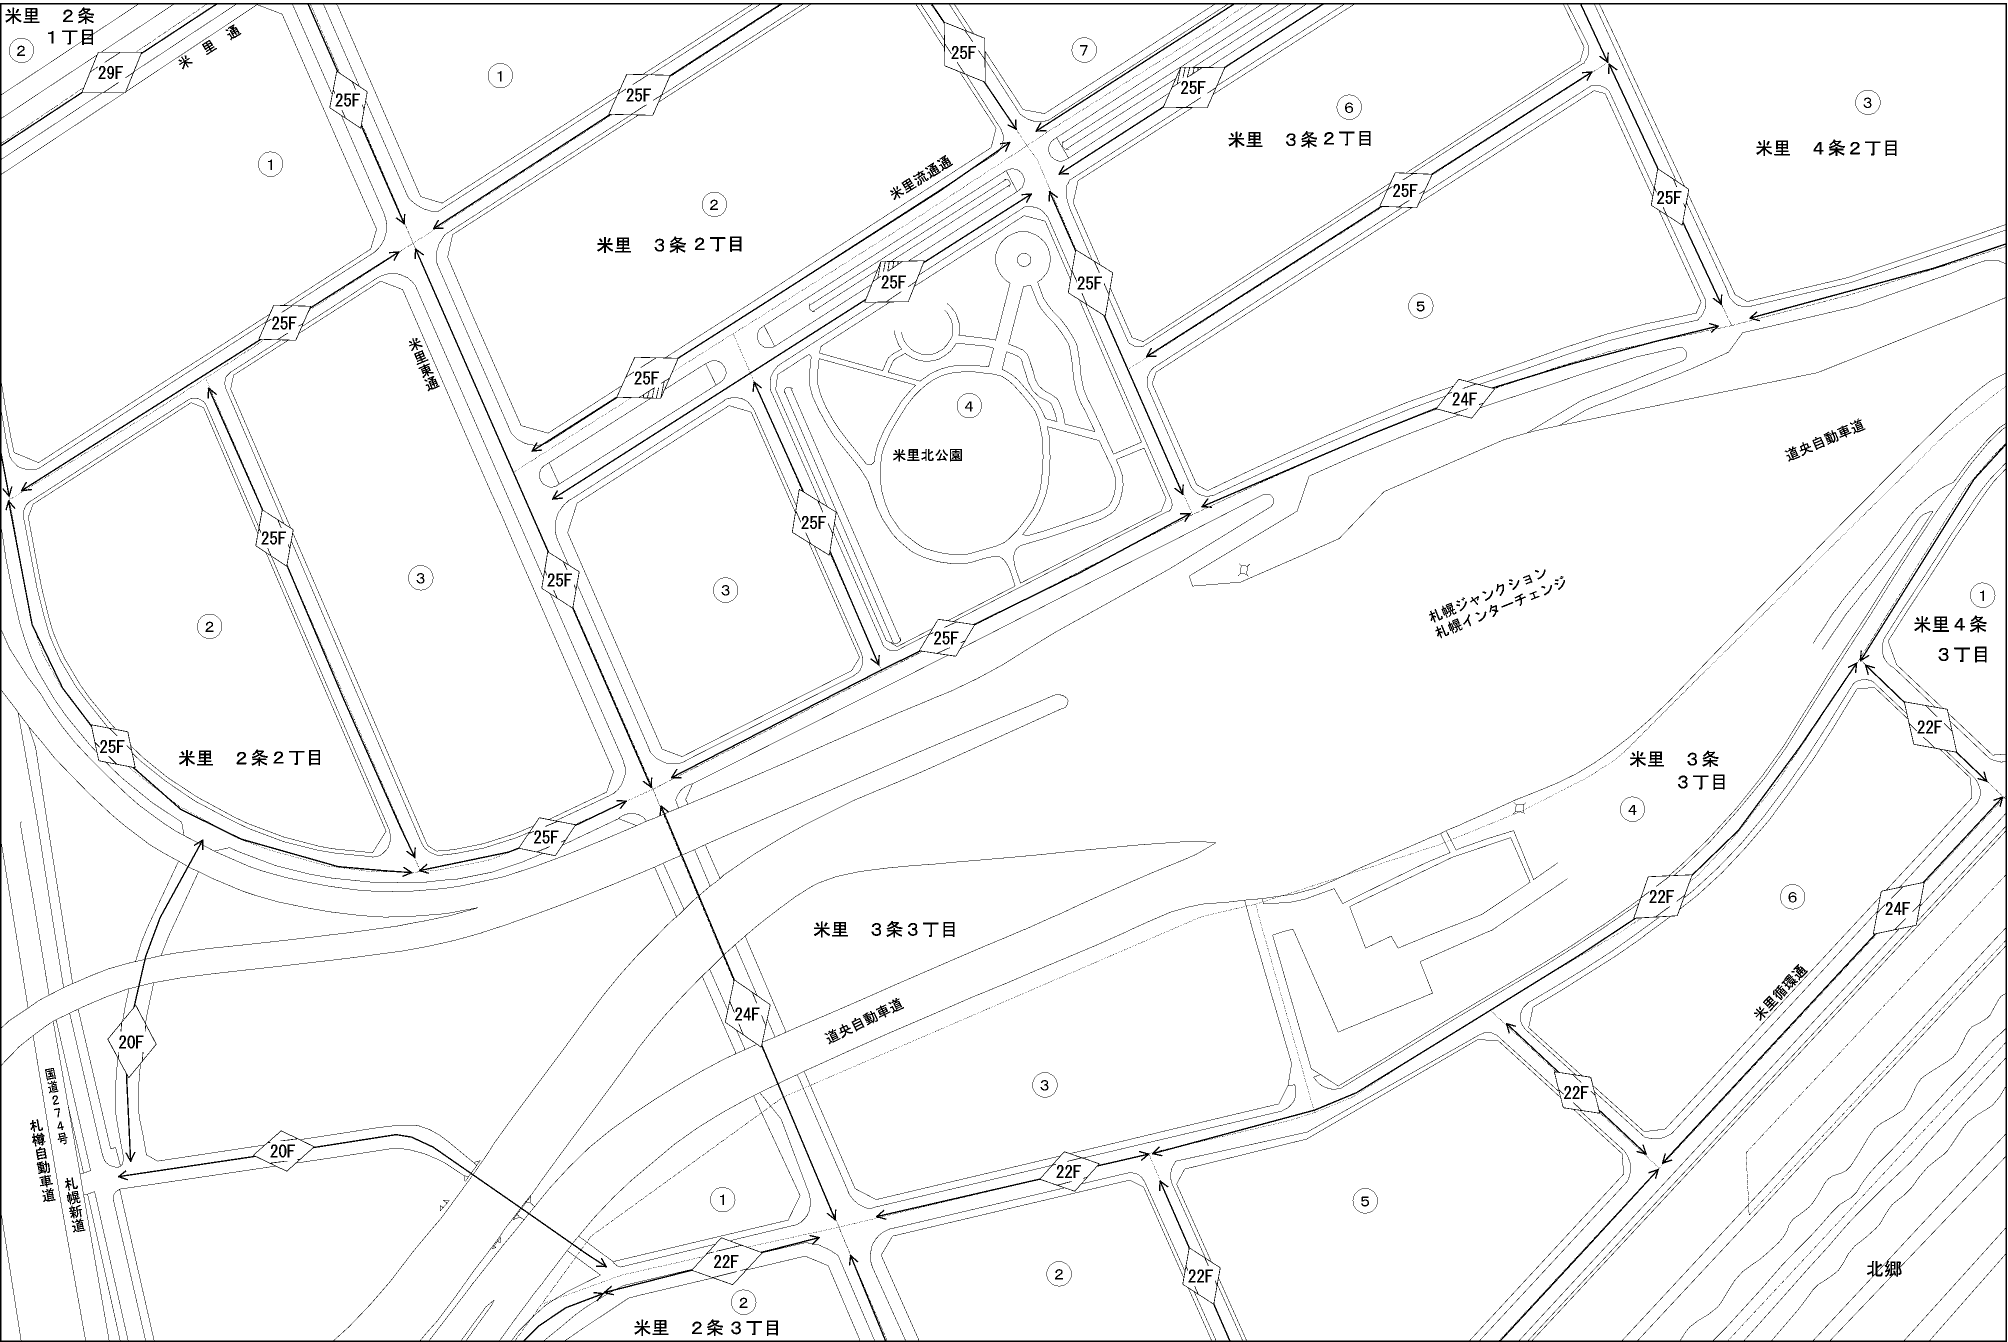 米里　２条
１丁目
②
29F
米里通
①
25F
①
25F
25F
⑦
25F
⑥
米里　３条２丁目
③
米里　４条２丁目
25F
25F
②
米里　３条２丁目
米里流通通
25F
25F
⑤
25F
米里東通
25F
24F
④
米里北公園
道央自動車道
25F
25F
③
25F
③
25F
②
25F
札幌ジャンクション
札幌インターチェンジ
①
米里４条
３丁目
22F
25F
米里　２条２丁目
25F
米里　３条
３丁目
④
22F
⑥
24F
米里　３条３丁目
24F
道央自動車道
米里循環通
20F
国道２７４号
札樽自動車道
札幌新道
20F
③
22F
22F
①
⑤
22F
22F
②
②
米里　２条３丁目
北郷